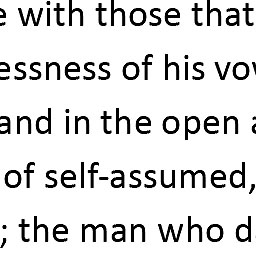 e with those that
essness of his vo
and in the open a
of self-assumed,
; the man who d